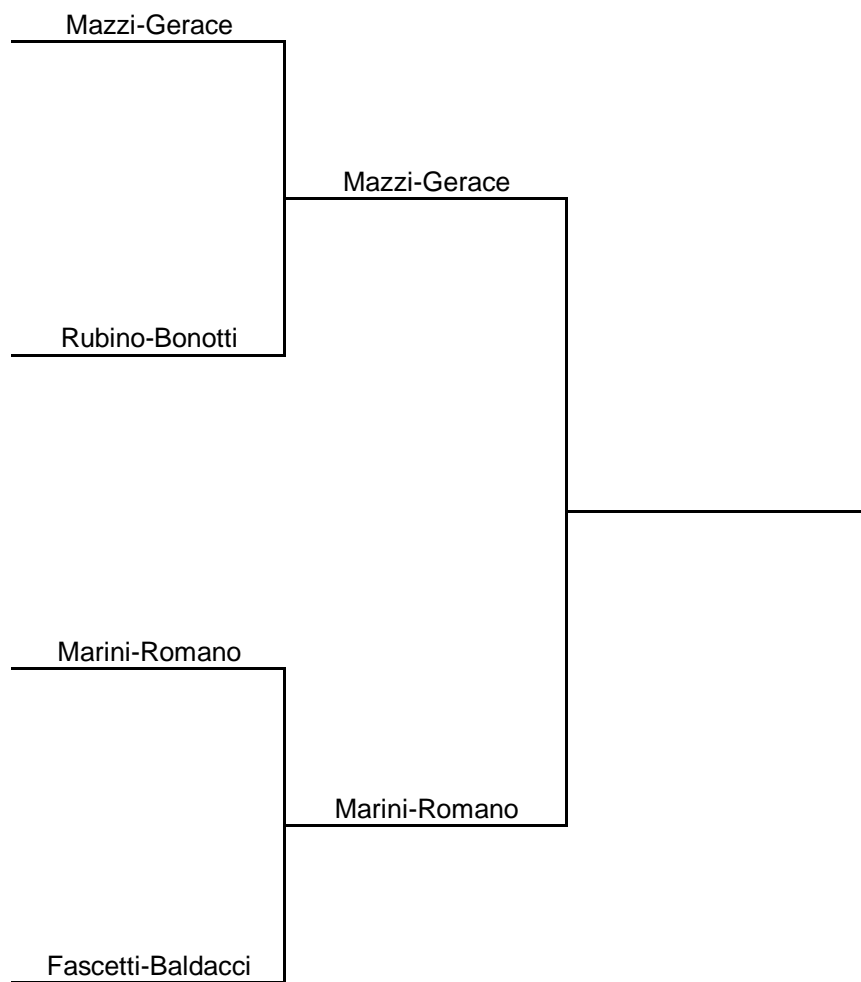 Mazzi-Gerace
Mazzi-Gerace
Rubino-Bonotti
Marini-Romano
Marini-Romano
Fascetti-Baldacci